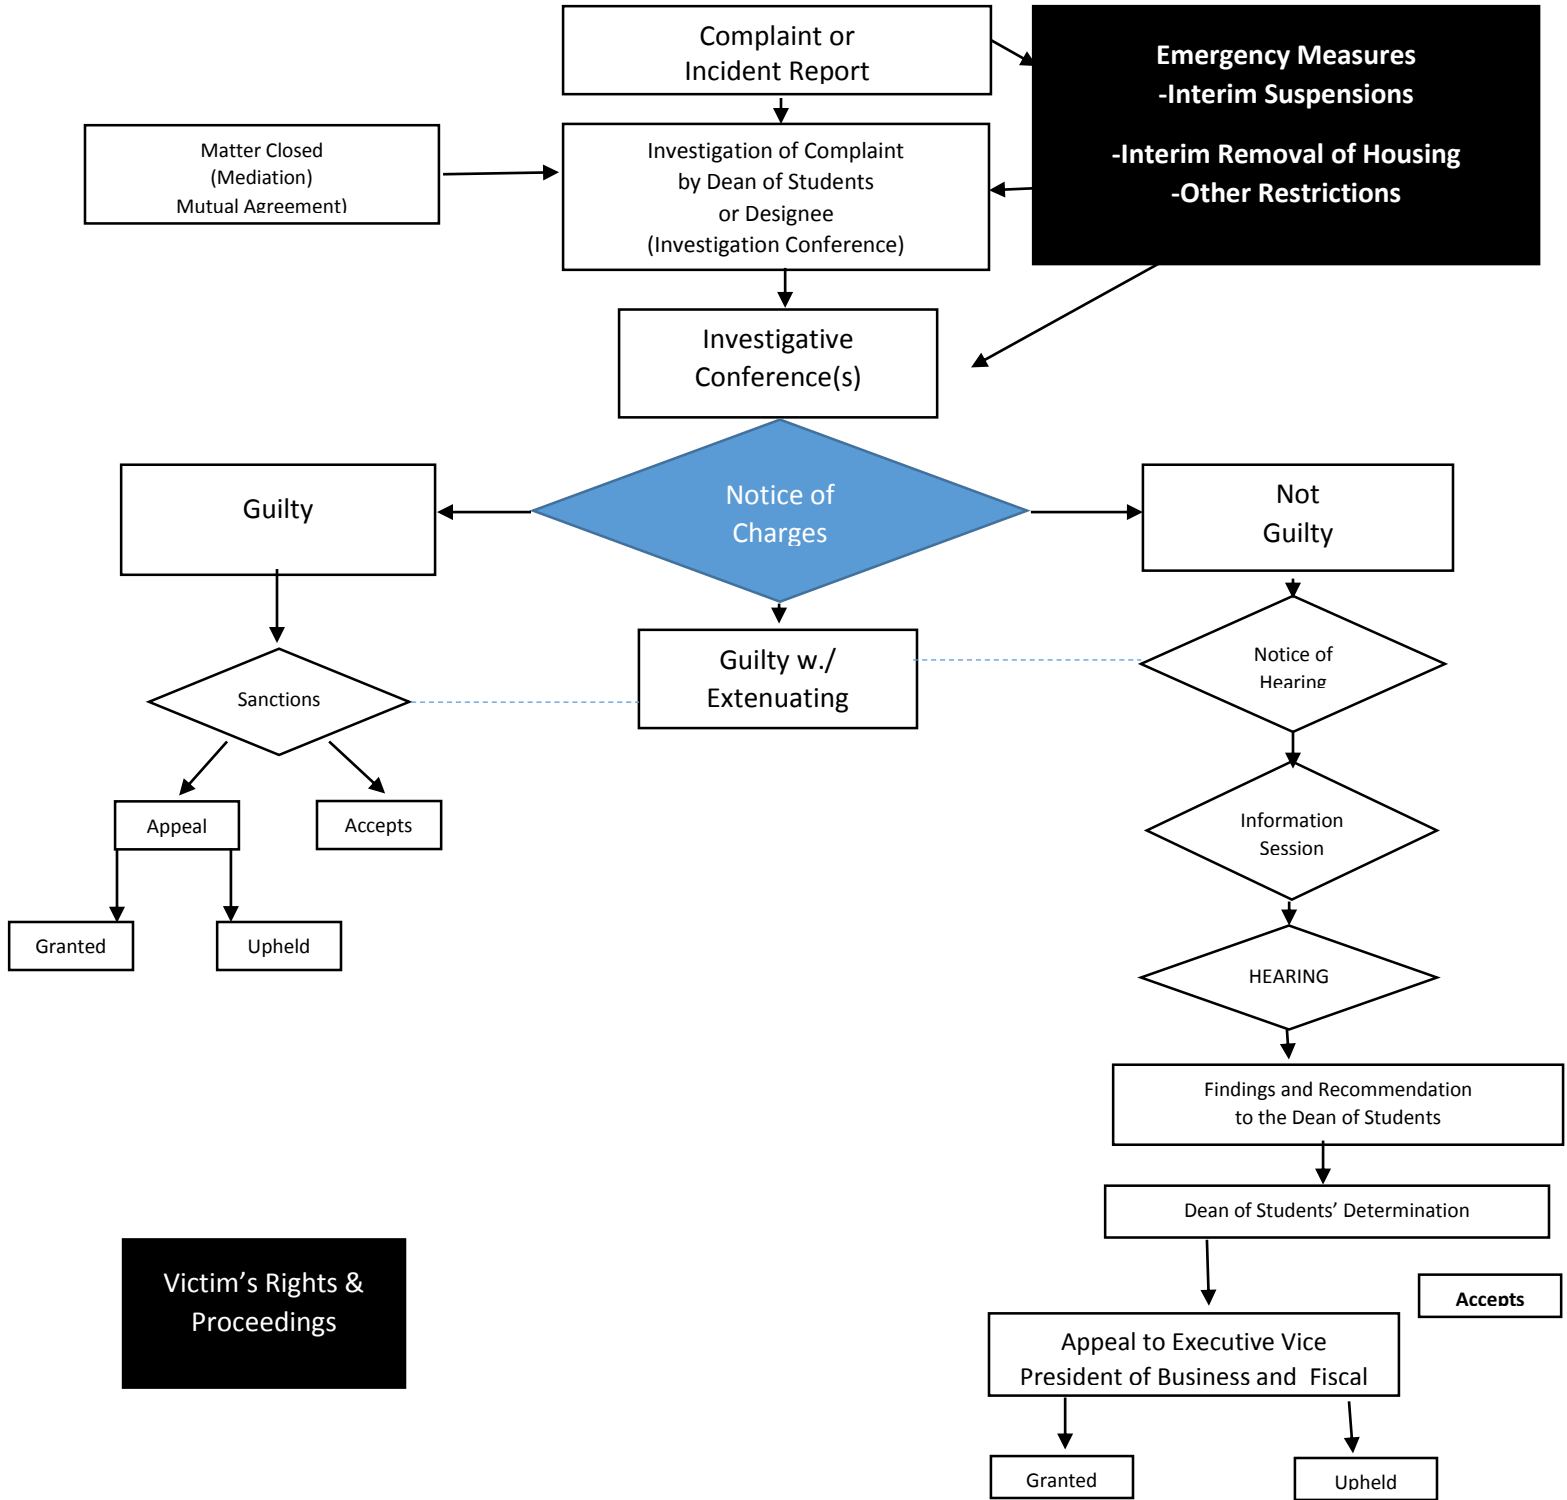 Complaint or
Incident Report
Emergency Measures
-Interim Suspensions
-Interim Removal of Housing
-Other Restrictions
Matter Closed
(Mediation)
Mutual Agreement)
Investigation of Complaint
by Dean of Students
or Designee
(Investigation Conference)
Investigative
Conference(s)
Guilty
Notice of
Charges
Not
Guilty
Guilty w./
Extenuating
Notice of
Hearing
Sanctions
Appeal
Accepts
Information
Session
Granted
Upheld
HEARING
Findings and Recommendation
to the Dean of Students
Dean of Students’ Determination
Victim’s Rights &
Proceedings
Accepts
Appeal to Executive Vice
President of Business and Fiscal
Granted
Upheld